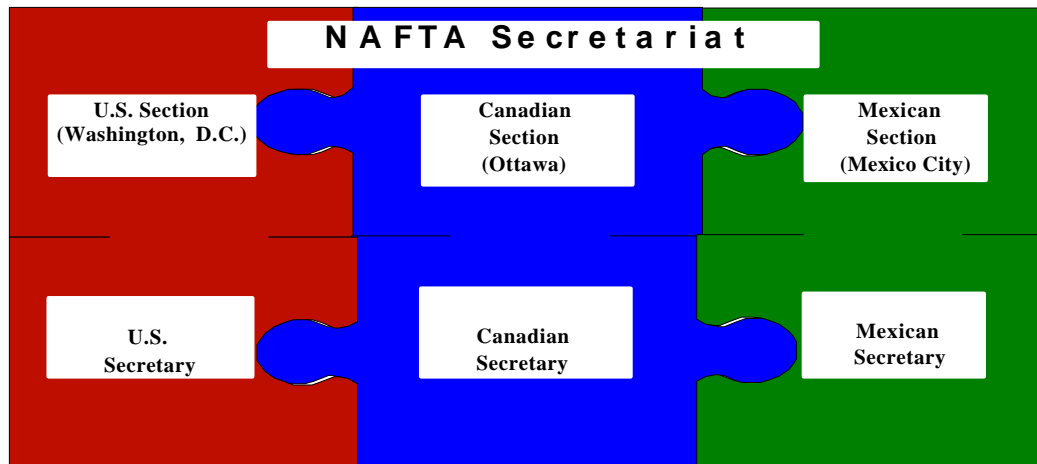 NAFTA Secretariat
U.S. Section
(Washington, D.C.)
Canadian
Section
(Ottawa)
Mexican
Section
(Mexico City)
U.S.
Secretary
Canadian
Secretary
Mexican
Secretary